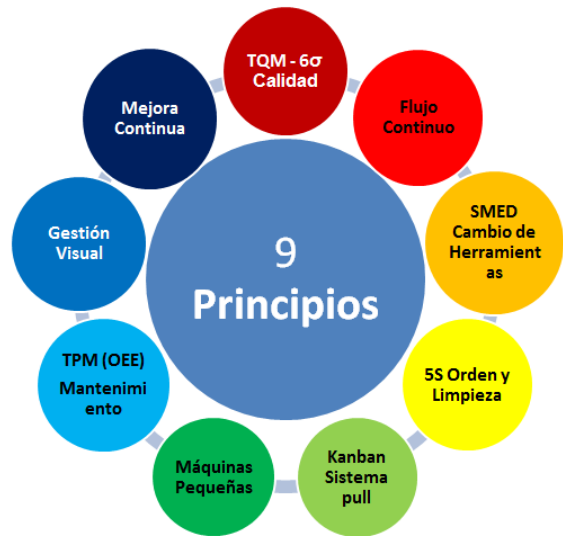 TQM - 6σ
Calidad
Flujo
Continuo
SMED
Cambio de
Herramient
as
5S Orden y
Limpieza
Kanban
Sistema
pull
Máquinas
Pequeñas
TPM (OEE)
Mantenimi
ento
Gestión
Visual
Mejora
Continua
9
Principios